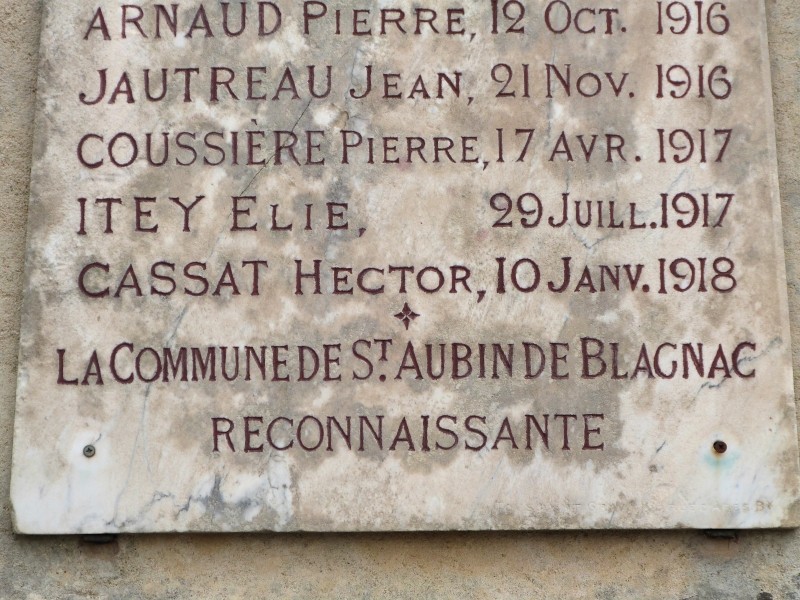 ARNAUD PIERRE, 12 OCT. 1916
JAUTREAU JEAN, 21 NOV. 1916
COUSSIÈRE PIERRE, 17 AVR. 1917
ITEY ELIE, 29 JUILL. 1917
CASSAT HECTOR, 10 JANV. 1918
LA COMMUNE DE ST. AUBIN DE BLAGNAC
RECONNAISSANTE